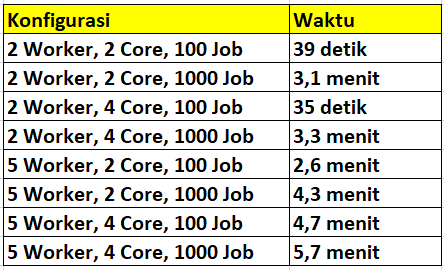 Konfigurasi Waktu
2 Worker, 2 Core, 100 Job 39 detik
2 Worker, 2 Core, 1000 Job 3,1 menit
2 Worker, 4 Core, 100 Job 35 detik
2 Worker, 4 Core, 1000 Job 3,3 menit
5 Worker, 2 Core, 100 Job 2,6 menit
5 Worker, 2 Core, 1000 Job 4,3 menit
5 Worker, 4 Core, 100 Job 4,7 menit
5 Worker, 4 Core, 1000 Job 5,7 menit